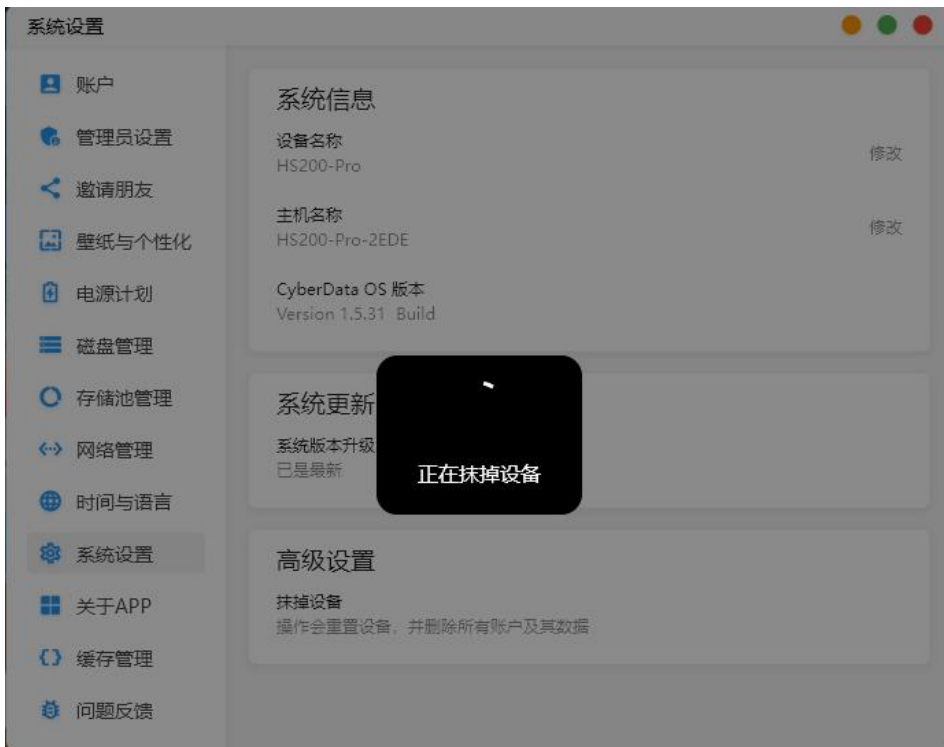 系统设置
账户
管理员设置
邀请朋友
壁纸与个性化
电源计划
磁盘管理
存储池管理
网络管理
时间与语言
系统设置
关于APP
缓存管理
问题反馈
系统信息
设备名称
HS200-Pro
修改
主机名称
HS200-Pro-2EDE
修改
CyberData OS 版本
Version 1.5.31 Build
系统更新
系统版本升级
已是最新
正在抹掉设备
高级设置
抹掉设备
操作会重置设备，并删除所有账户及其数据